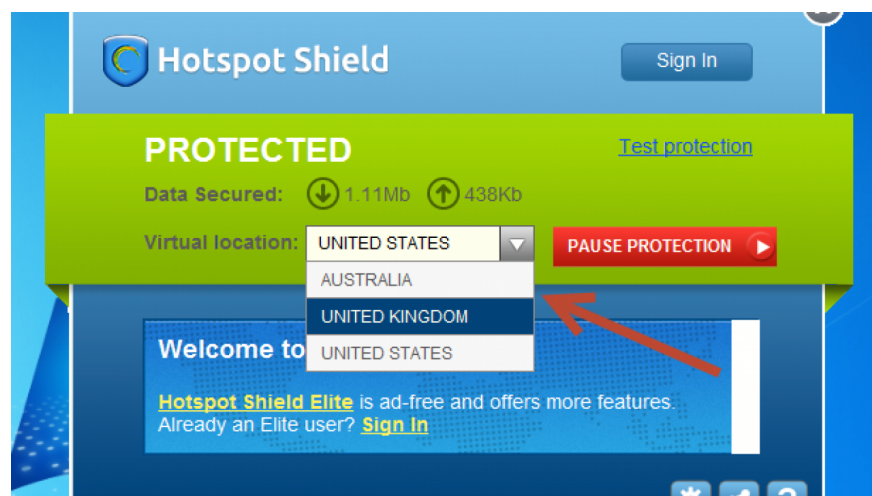 Hotspot Shield
Sign In
PROTECTED
Test protection
Data Secured: 1.11Mb 438Kb
Virtual location: UNITED STATES
PAUSE PROTECTION
AUSTRALIA
UNITED KINGDOM
UNITED STATES
Welcome to
Hotspot Shield Elite is ad-free and offers more features.
Already an Elite user? Sign In
?